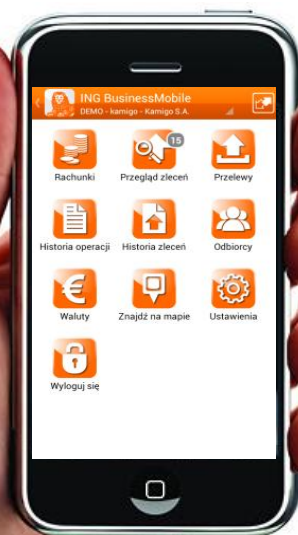 ING BusinessMobile
DEMO - kamigo - Kamigo S.A.
15
Rachunki Przegląd zleceń Przelewy
Historia operacji Historia zleceń Odbiorcy
€
Waluty Znajdź na mapie Ustawienia
Wyloguj się